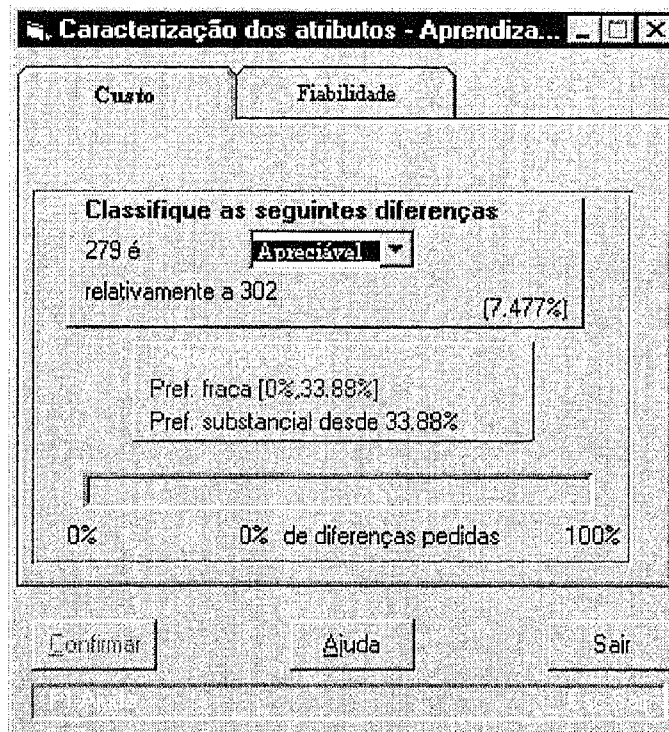 Caracterização dos atributos - Aprendiza...
Custo
Fiabilidade
Classifique as seguintes diferenças
279 é
Apreciável
relativamente a 302
(7.477%)
Pref. fraca [0%,33.88%]
Pref. substancial desde 33.88%
0%
0% de diferenças pedidas
100%
Confirmar
Ajuda
Sair